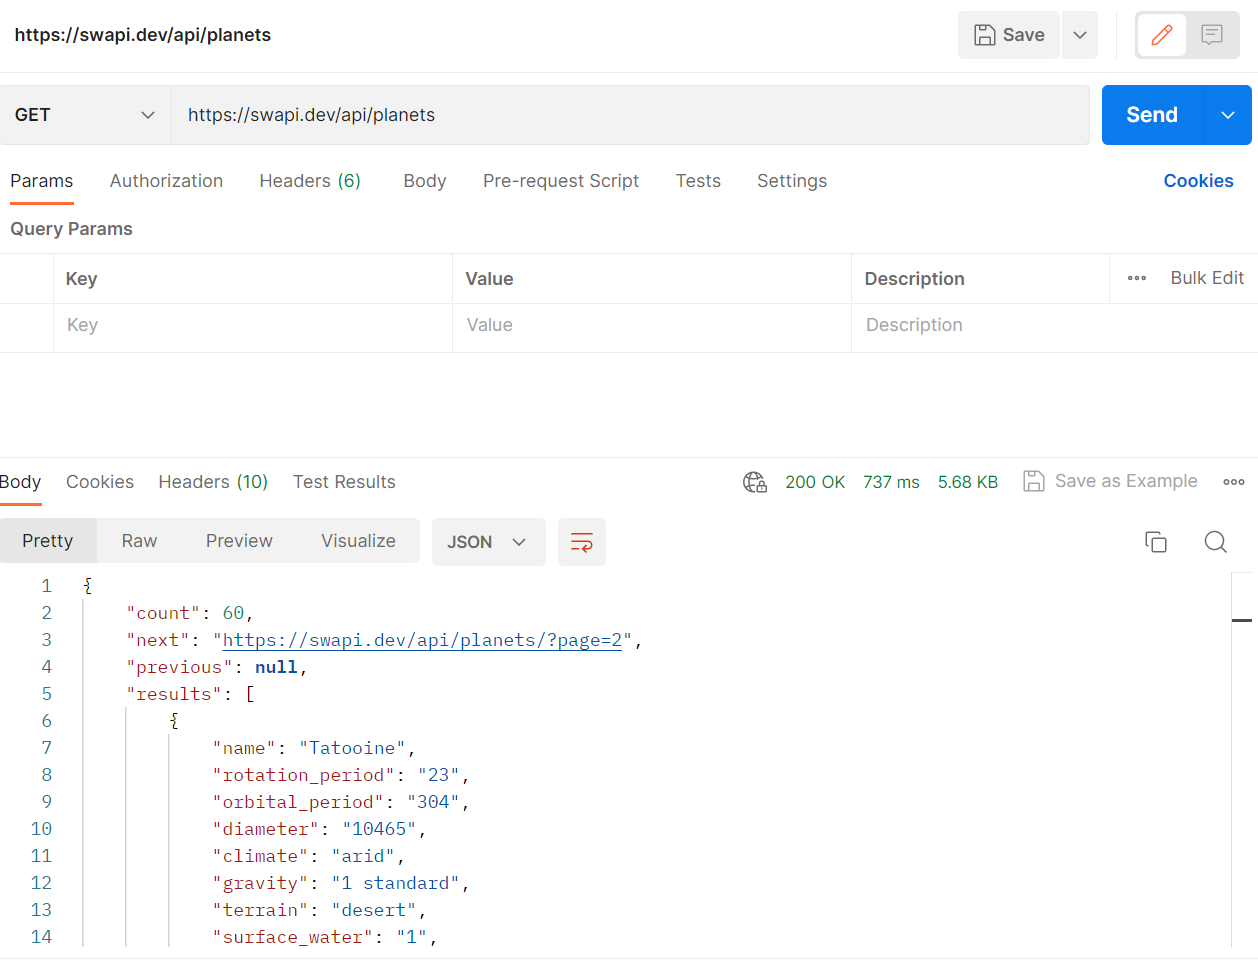 https://swapi.dev/api/planets Save
GET https://swapi.dev/api/planets Send
Params Authorization Headers (6) Body Pre-request Script Tests Settings Cookies
Query Params
Key Value Description Bulk Edit
Key Value Description
Body Cookies Headers (10) Test Results 200 OK 737 ms 5.68 KB Save as Example
Pretty Raw Preview Visualize JSON
1 {
2 "count": 60,
3 "next": "https://swapi.dev/api/planets/?page=2",
4 "previous": null,
5 "results": [
6 {
7 "name": "Tatooine",
8 "rotation_period": "23",
9 "orbital_period": "304",
10 "diameter": "10465",
11 "climate": "arid",
12 "gravity": "1 standard",
13 "terrain": "desert",
14 "surface_water": "1",